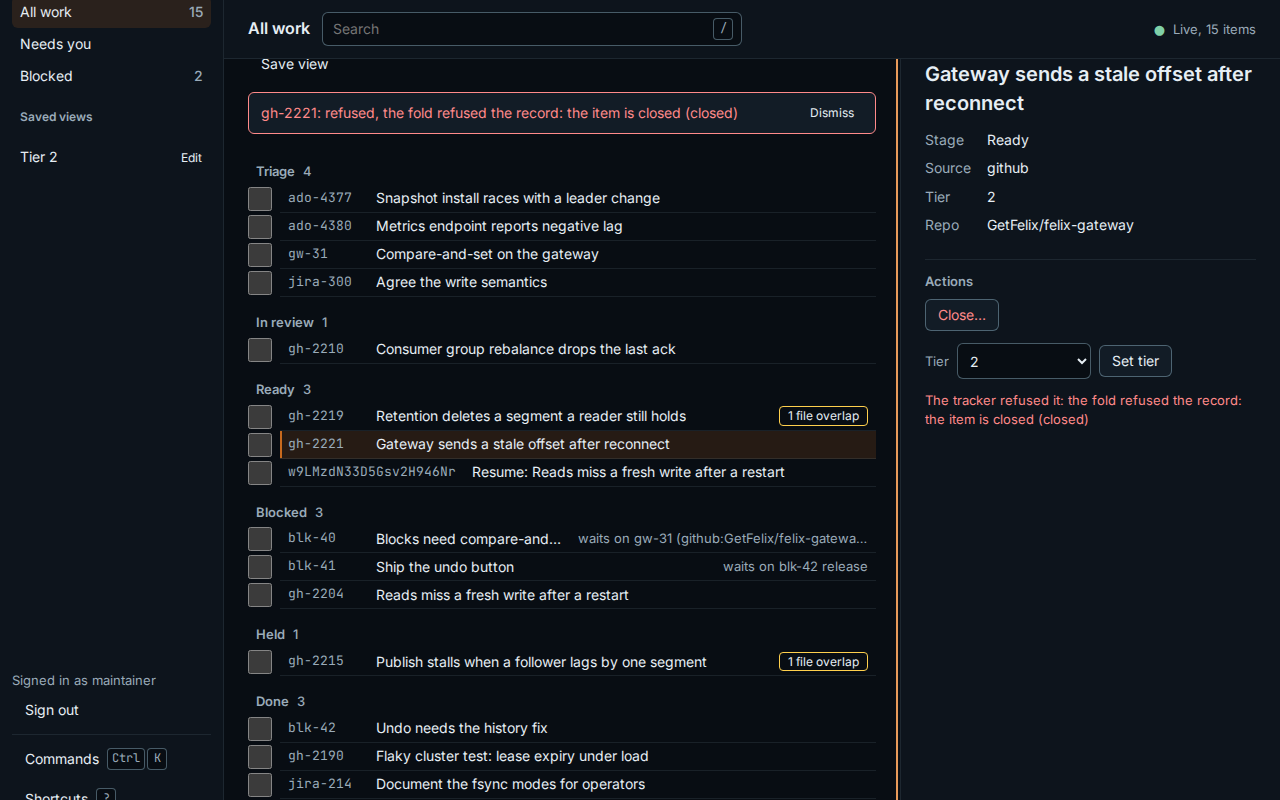 All work 15
Needs you
Blocked 2
Saved views
Tier 2 Edit
Signed in as maintainer
Sign out
Commands Ctrl K
Shortcuts ?
All work Search /
Live, 15 items
Save view
gh-2221: refused, the fold refused the record: the item is closed (closed) Dismiss
Triage 4
ado-4377 Snapshot install races with a leader change
ado-4380 Metrics endpoint reports negative lag
gw-31 Compare-and-set on the gateway
jira-300 Agree the write semantics
In review 1
gh-2210 Consumer group rebalance drops the last ack
Ready 3
gh-2219 Retention deletes a segment a reader still holds 1 file overlap
gh-2221 Gateway sends a stale offset after reconnect
w9LMzdN33D5Gsv2H946Nr Resume: Reads miss a fresh write after a restart
Blocked 3
blk-40 Blocks need compare-and... waits on gw-31 (github:GetFelix/felix-gatewa...
blk-41 Ship the undo button waits on blk-42 release
gh-2204 Reads miss a fresh write after a restart
Held 1
gh-2215 Publish stalls when a follower lags by one segment 1 file overlap
Done 3
blk-42 Undo needs the history fix
gh-2190 Flaky cluster test: lease expiry under load
jira-214 Document the fsync modes for operators
Gateway sends a stale offset after
reconnect
Stage Ready
Source github
Tier 2
Repo GetFelix/felix-gateway
Actions
Close...
Tier 2 Set tier
The tracker refused it: the fold refused the record:
the item is closed (closed)